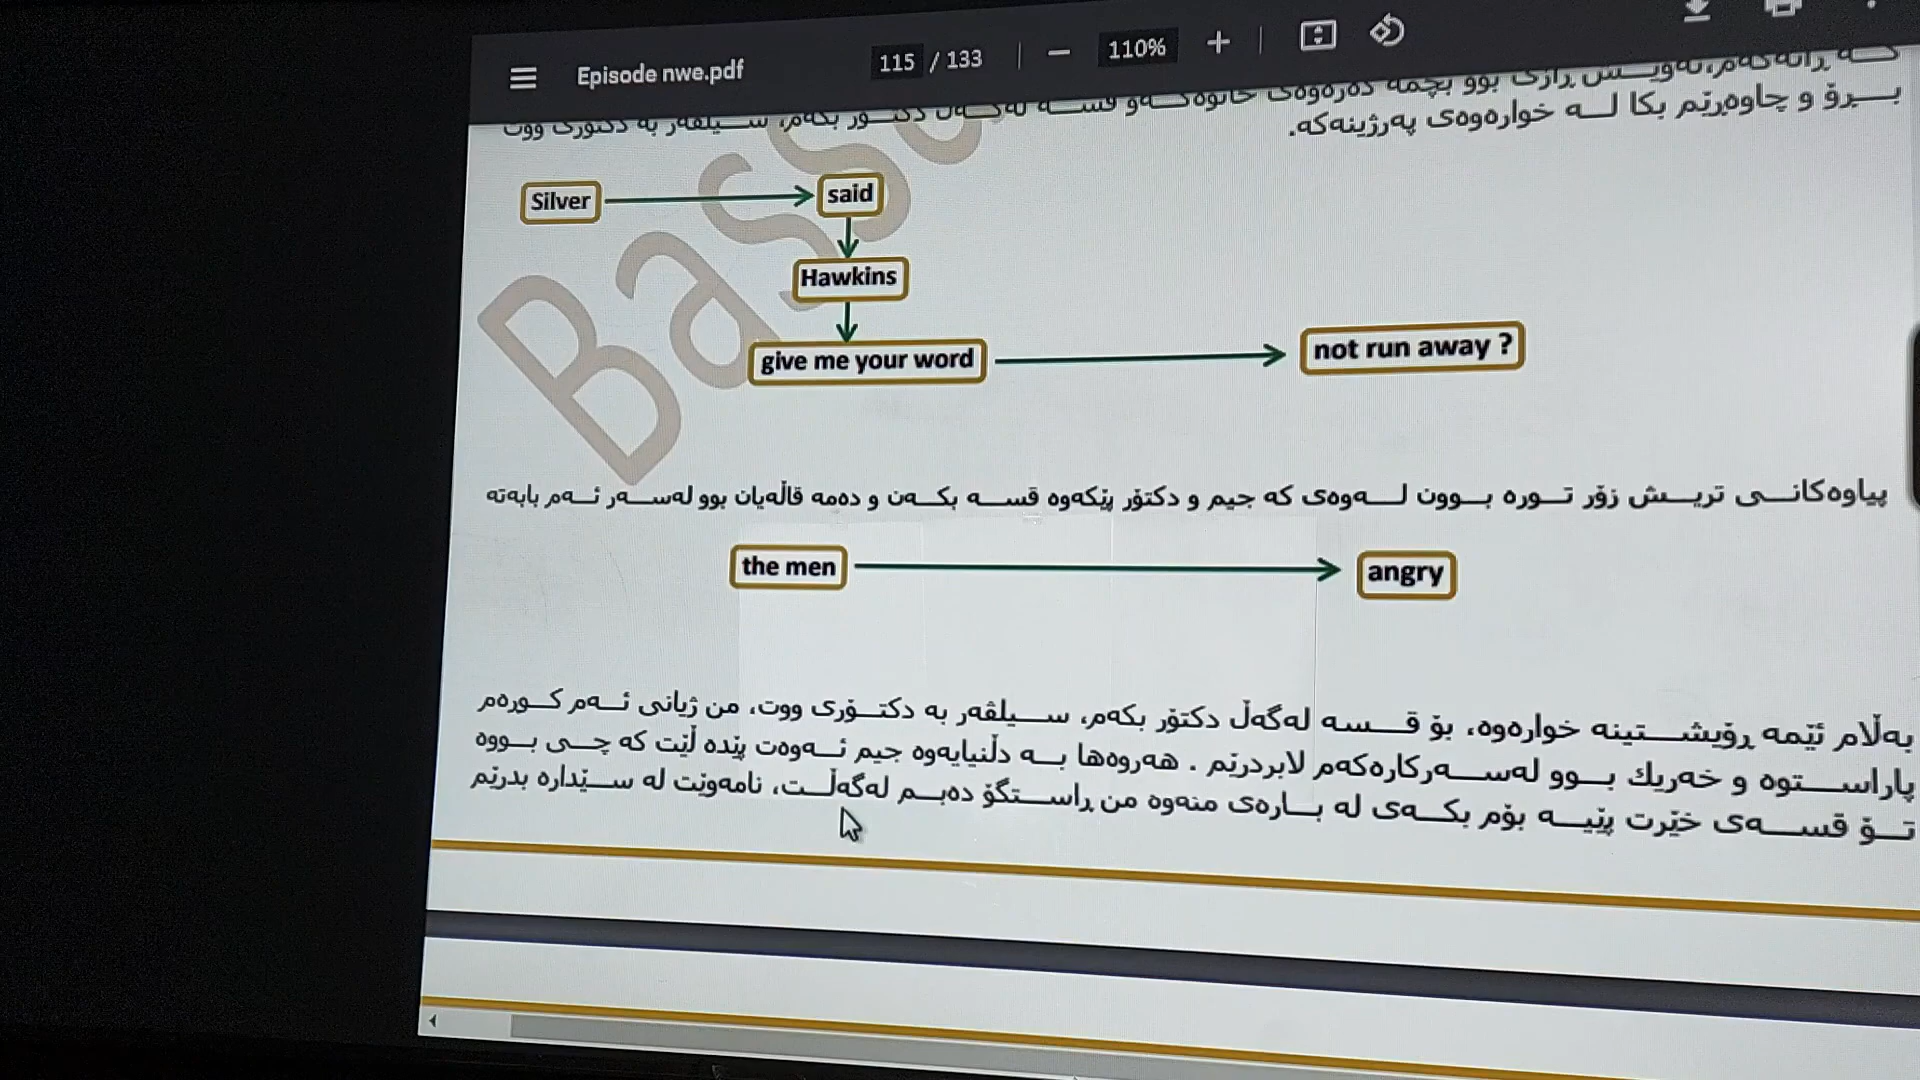 Episode nwe.pdf
115 / 133
110%
بـــڕۆ و چاوەڕێم بکا لـــە خوارەوەی پەرژینەکە.
Silver
said
Hawkins
give me your word
not run away ?
پیاوەکانـــی تریـــش زۆر تـــورە بـــوون لـــەوەی کە جیم و دکتۆر پێکەوە قســـە بکـــەن و دەمە قاڵەیان بوو لەســـەر ئـــەم بابەتە
the men
angry
بەڵام ئێمە ڕۆیشـــتینە خوارەوە، بۆ قـــسە لەگەڵ دکتۆر بکەم، ســـیلڤەر بە دکتـــۆری ووت، من ژیانی ئـــەم کـورەم
پاراســـتوە و خەریك بـــوو لەســـەرکارەکەم لابردرێم . هەروەها بـــە دڵنیایەوە جیم ئـــەوەت پێدە ڵێت کە چـــی بـــووە
تـــۆ قســـەی خێرت پێیـــە بۆم بکـــەی لە بـــارەی منەوە من ڕاســـتگۆ دەبـــم لەگەڵـــت، نامەوێت لە ســـێدارە بدرێم
Basso